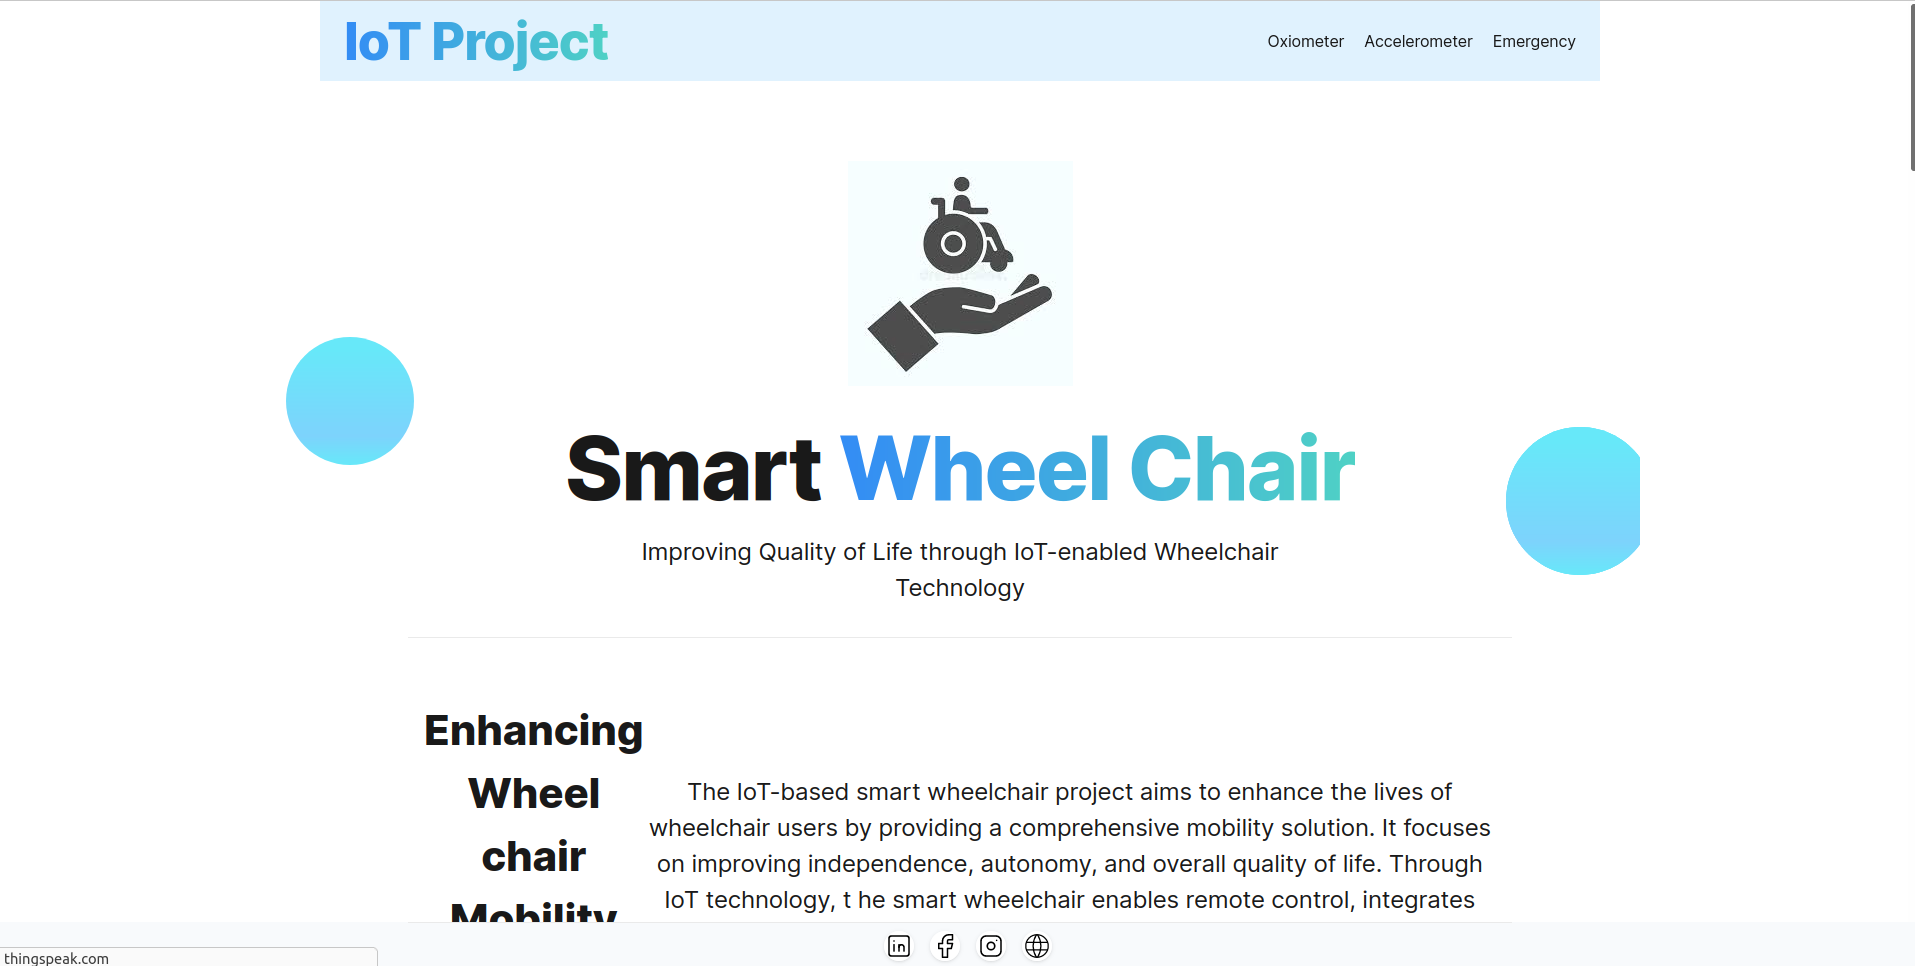 IoT Project
Oxiometer Accelerometer Emergency
Smart Wheel Chair
Improving Quality of Life through IoT-enabled Wheelchair
Technology
Enhancing
Wheel
chair
Mobility
The IoT-based smart wheelchair project aims to enhance the lives of
wheelchair users by providing a comprehensive mobility solution. It focuses
on improving independence, autonomy, and overall quality of life. Through
IoT technology, t he smart wheelchair enables remote control, integrates
thingspeak.com